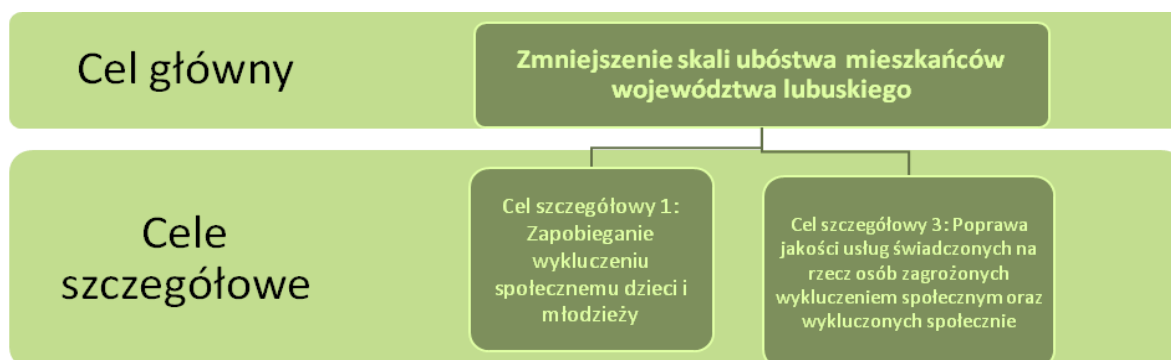 Cel główny
Zmniejszenie skali ubóstwa mieszkańców
województwa lubuskiego
Cele
szczegółowe
Cel szczegółowy 1:
Zapobieganie
wykluczeniu
społecznemu dzieci i
młodzieży
Cel szczegółowy 3: Poprawa
jakości usług świadczonych na
rzecz osób zagrożonych
wykluczeniem społecznym oraz
wykluczonych społecznie